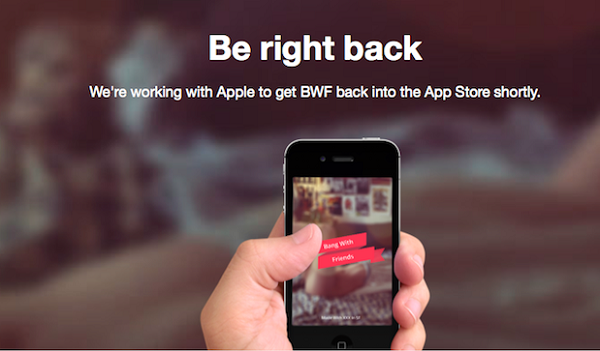 Be right back
We're working with Apple to get BWF back into the App Store shortly.
Bang With
Friends